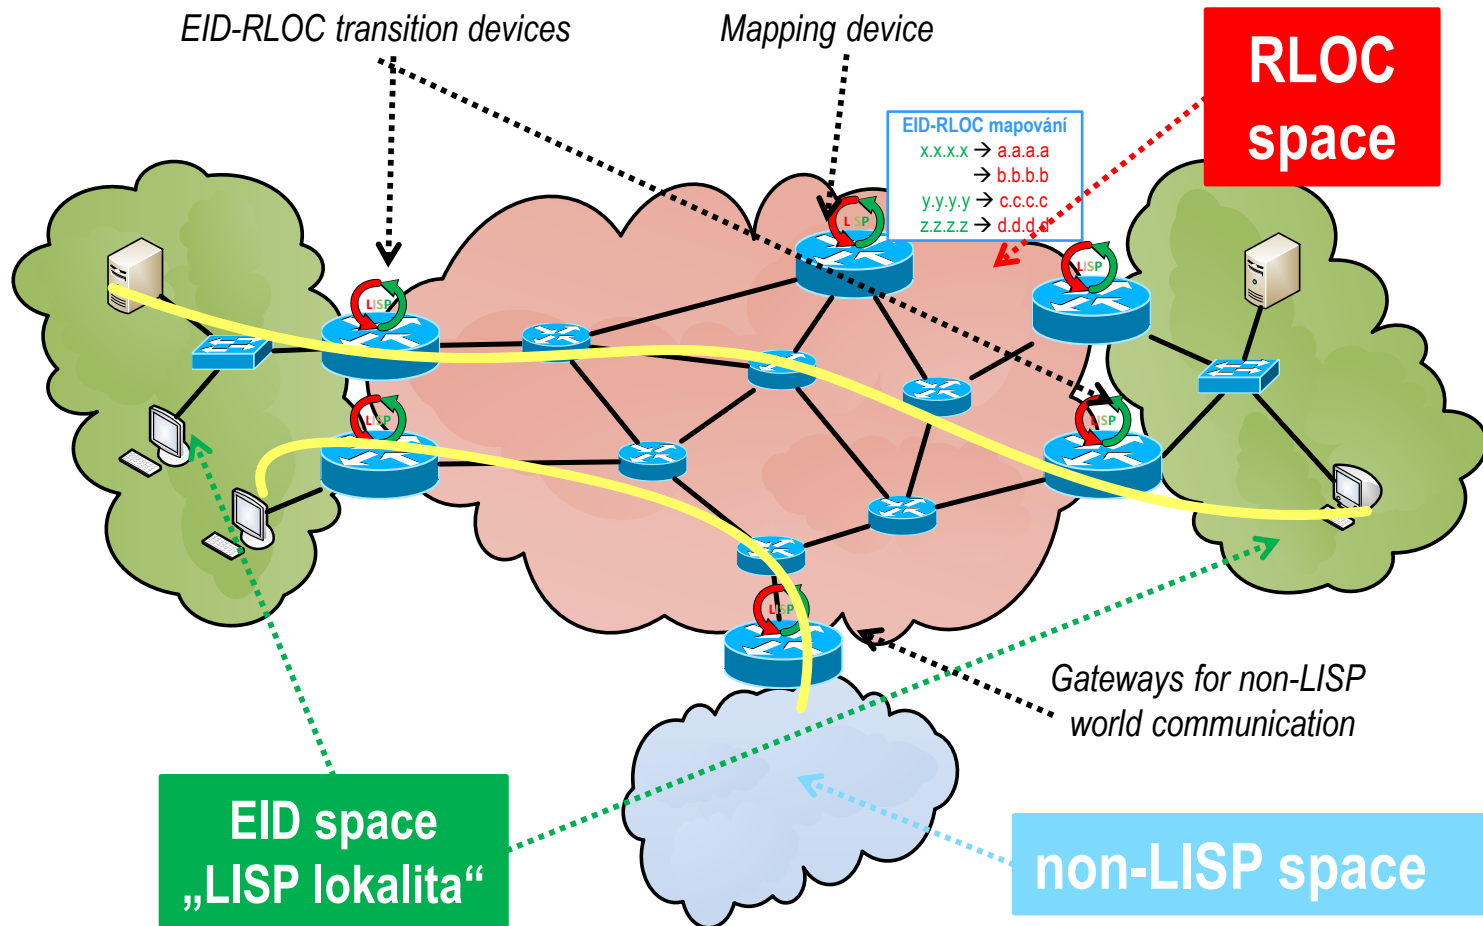 EID-RLOC transition devices
Mapping device
RLOC
space
EID-RLOC mapování
x.x.x.x → a.a.a.a
→ b.b.b.b
y.y.y.y → c.c.c.c
z.z.z.z → d.d.d.d
LISP
LISP
LISP
LISP
LISP
LISP
Gateways for non-LISP
world communication
EID space
„LISP lokalita“
non-LISP space